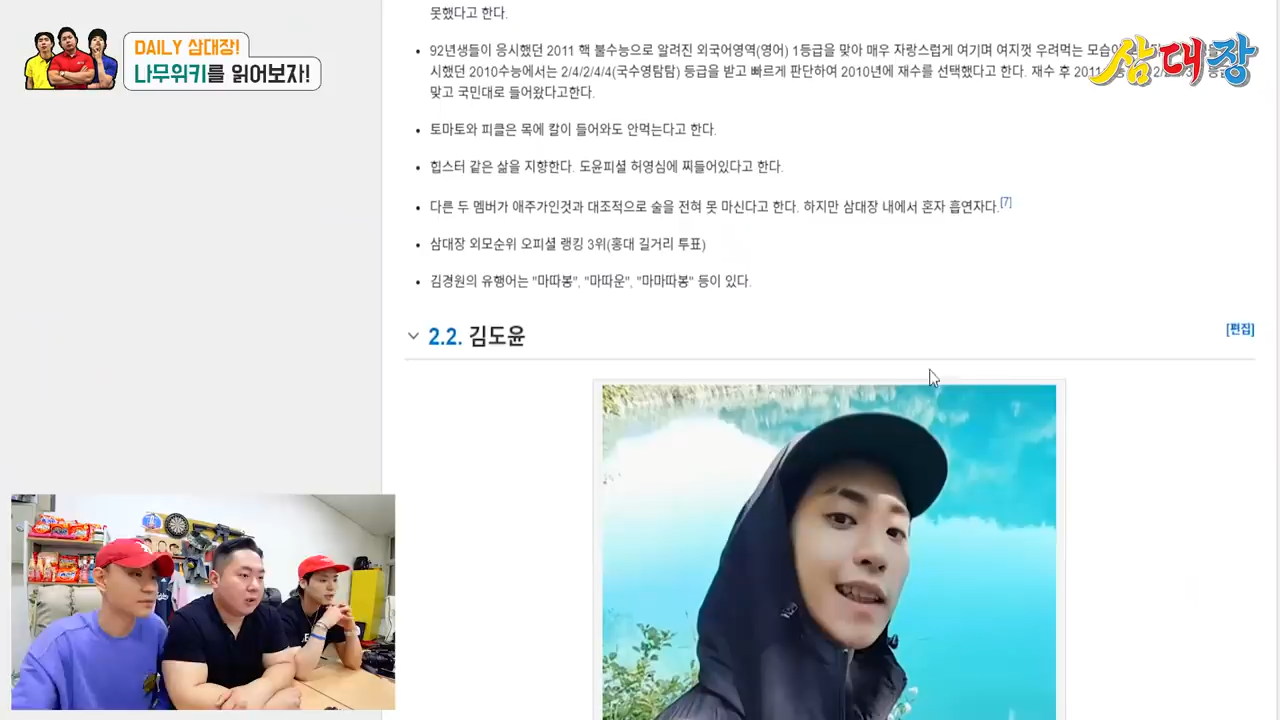 못했다고 한다.
DAILY 삼대장!
나무위키를 읽어보자!
삼대장
92년생들이 응시했던 2011 핵 불수능으로 알려진 외국어영역(영어) 1등급을 맞아 매우 자랑스럽게 여기며 여지껏 우려먹는
시했던 2010수능에서는 2/4/2/4/4(국수영탐탐) 등급을 받고 빠르게 판단하여 2010년에 재수를 선택했다고 한다. 재수 후 2011
맞고 국민대로 들어왔다고한다.
토마토와 피클은 목에 칼이 들어와도 안먹는다고 한다.
힙스터 같은 삶을 지향한다. 도윤피셜 허영심에 찌들어있다고 한다.
다른 두 멤버가 애주가인것과 대조적으로 술을 전혀 못 마신다고 한다. 하지만 삼대장 내에서 혼자 흡연자다.[7]
삼대장 외모순위 오피셜 랭킹 3위(홍대 길거리 투표)
김경원의 유행어는 "마따봉", "마따운", "마마따봉" 등이 있다.
2.2. 김도윤
[편집]